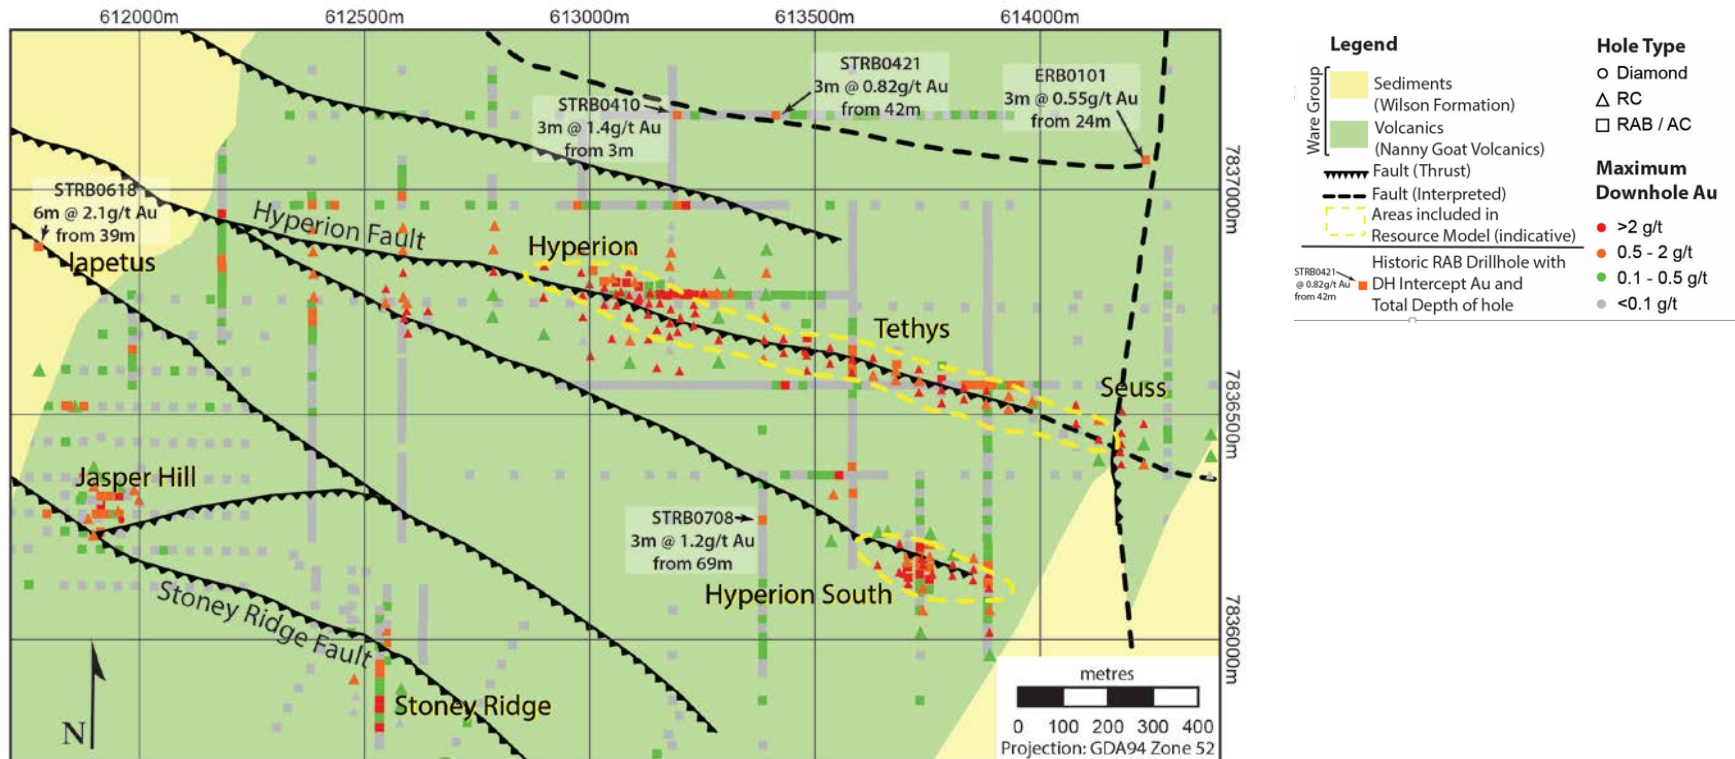 612000m
612500m
613000m
613500m
614000m
STRB0421
3m @ 0.82g/t Au
from 42m
ERB0101
3m @ 0.55g/t Au
from 24m
STRB0410
3m @ 1.4g/t Au
from 3m
STRB0618
6m @ 2.1g/t Au
from 39m
Iapetus
Hyperion Fault
Hyperion
Tethys
Seuss
7837000m
7836500m
7836000m
Jasper Hill
STRB0708
3m @ 1.2g/t Au
from 69m
Hyperion South
Stoney Ridge Fault
Stoney Ridge
N
metres
0 100 200 300 400
Projection: GDA94 Zone 52
Legend
Ware Group
Sediments
(Wilson Formation)
Volcanics
(Nanny Goat Volcanics)
Fault (Thrust)
Fault (Interpreted)
Areas included in
Resource Model (indicative)
STRB0421
@ 0.82g/t Au
from 42m
Historic RAB Drillhole with
DH Intercept Au and
Total Depth of hole
Hole Type
Diamond
RC
RAB / AC
Maximum
Downhole Au
>2 g/t
0.5 - 2 g/t
0.1 - 0.5 g/t
<0.1 g/t